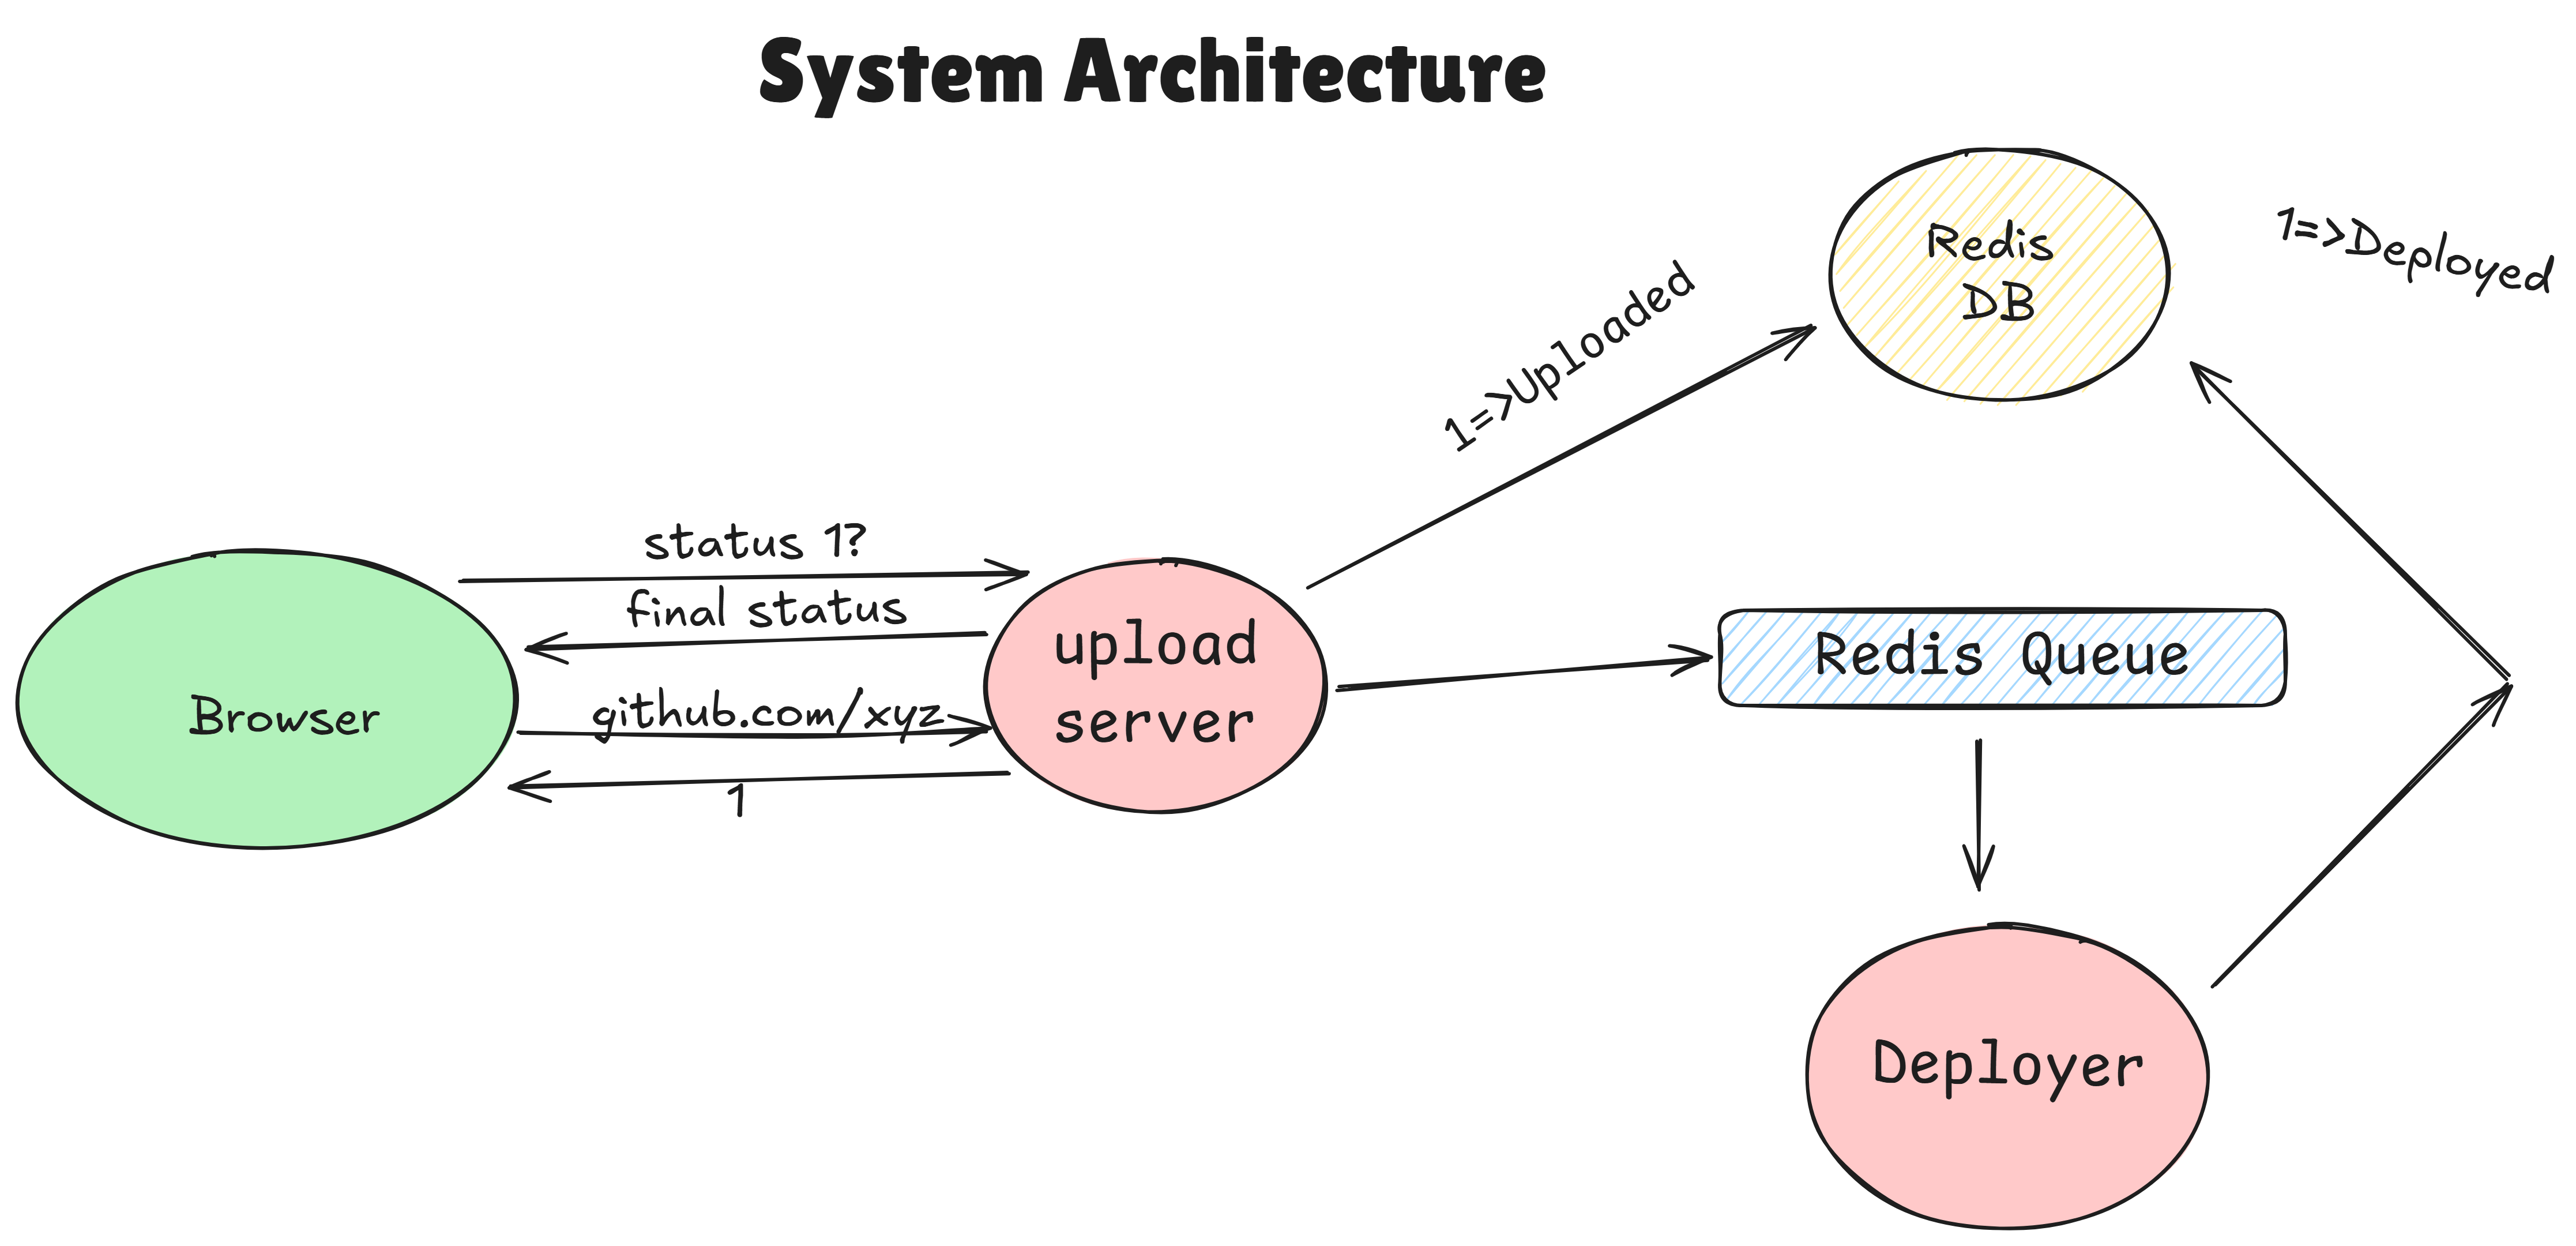 System Architecture
Redis
DB
1=>Deployed
1=>Uploaded
status 1?
final status
github.com/xyz
1
Browser
upload
server
Redis Queue
Deployer